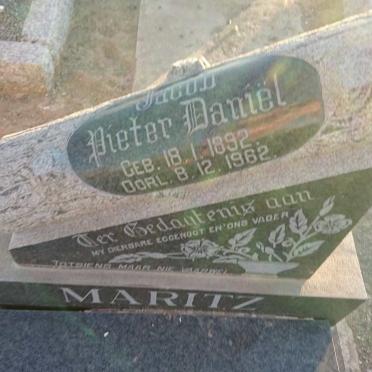 Jacob
Pieter Daniël
GEB. 18. 1. 1892.
OORL. 8. 12. 1962.
Ter Gedagtenis aan
MY DIERBARE EGGENOOT EN ONS VADER
TOTSIENS MAAR NIE VAARWEL
MARITZ